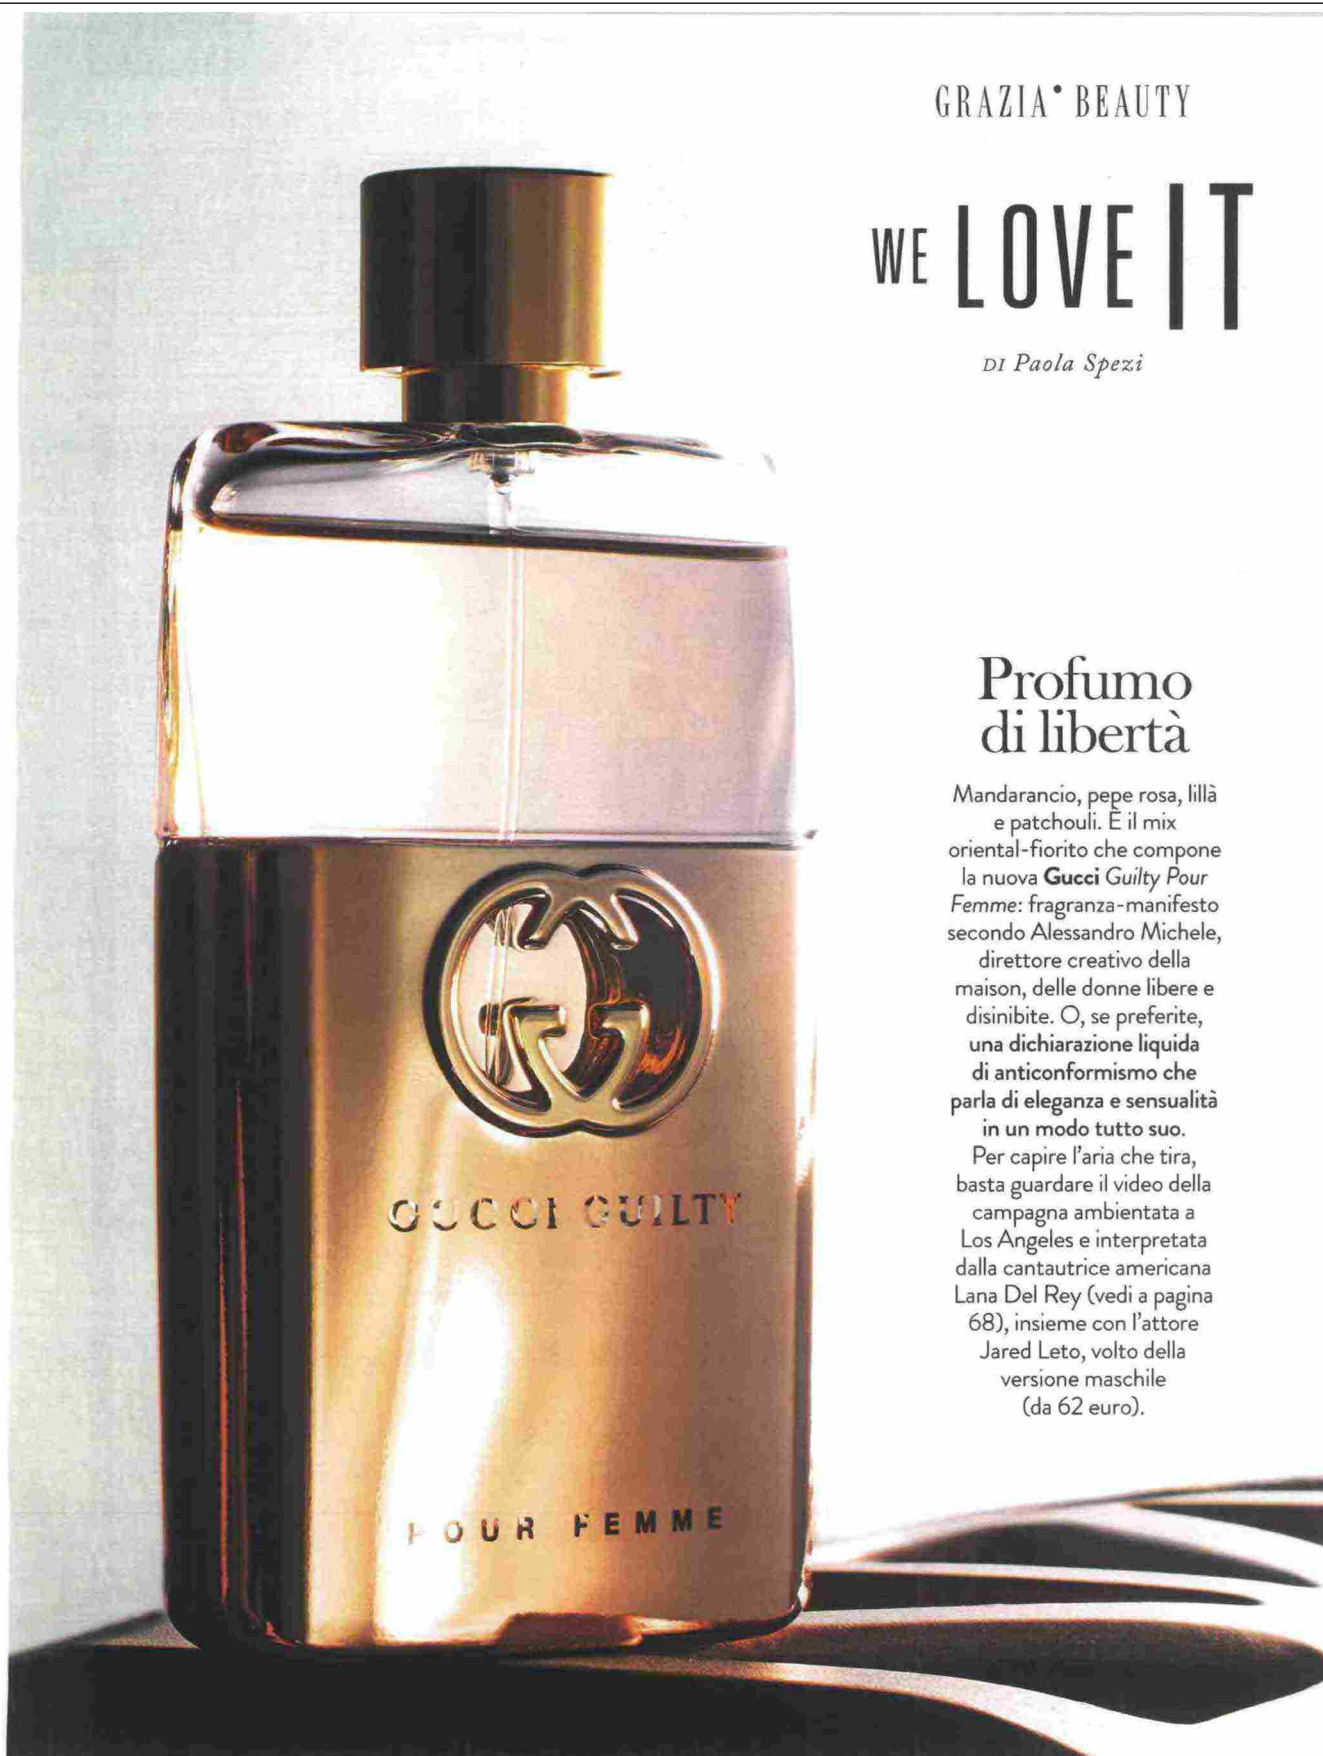 GRAZIA• BEAUTY
WE LOVE IT
DI Paola Spezi
Profumo
di libertà
Mandarancio, pepe rosa, lillà
e patchouli. È il mix
oriental-fiorito che compone
la nuova Gucci Guilty Pour
Femme: fragranza-manifesto
secondo Alessandro Michele,
direttore creativo della
maison, delle donne libere e
disinibite. O, se preferite,
una dichiarazione liquida
di anticonformismo che
parla di eleganza e sensualità
in un modo tutto suo.
Per capire l'aria che tira,
basta guardare il video della
campagna ambientata a
Los Angeles e interpretata
dalla cantautrice americana
Lana Del Rey (vedi a pagina
68), insieme con l'attore
Jared Leto, volto della
versione maschile
(da 62 euro).
GUCCI GUILTY
POUR FEMME